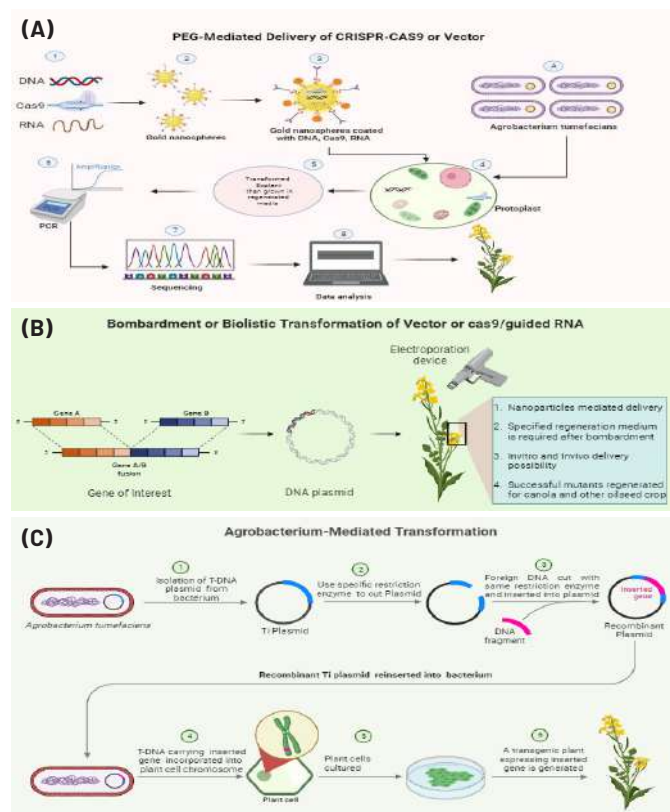 (A)
PEG-Mediated Delivery of CRISPR-CAS9 or Vector
1
2
3
A
DNA
Cas9
RNA
Gold nanospheres
Gold nanospheres coated
with DNA, Cas9, RNA
Agrobacterium tumefacians
6
Amplification
5
4
Transformed
Explant
than grown in
regenerated
media
Protoplast
PCR
7
8
Sequencing
Data analysis
(B)
Bombardment or Biolistic Transformation of Vector or cas9/guided RNA
Electroporation
device
Gene A
Gene B
Gene A/B
fusion
Gene of Interest
DNA plasmid
1. Nanoparticles mediated delivery
2. Specified regeneration medium
is required after bombardment
3. Invitro and Invivo delivery
possibility
4. Successful mutants regenerated
for canola and other oilseed crop
(C)
Agrobacterium-Mediated Transformation
1
Isolation of T-DNA
plasmid from
bacterium
2
Use specific restriction
enzyme to cut Plasmid
3
Foreign DNA cut with
same restriction enzyme
and inserted into plasmid
Inserted
gene
Agrobacterium tumefaciens
Ti Plasmid
DNA
fragment
Recombinant
Plasmid
Recombinant Ti plasmid reinserted into bacterium
4
T-DNA carrying inserted
gene incorporated into
plant cell chromosome
Plant cell
5
Plant cells
cultured
6
A transgenic plant
expressing inserted
gene is generated